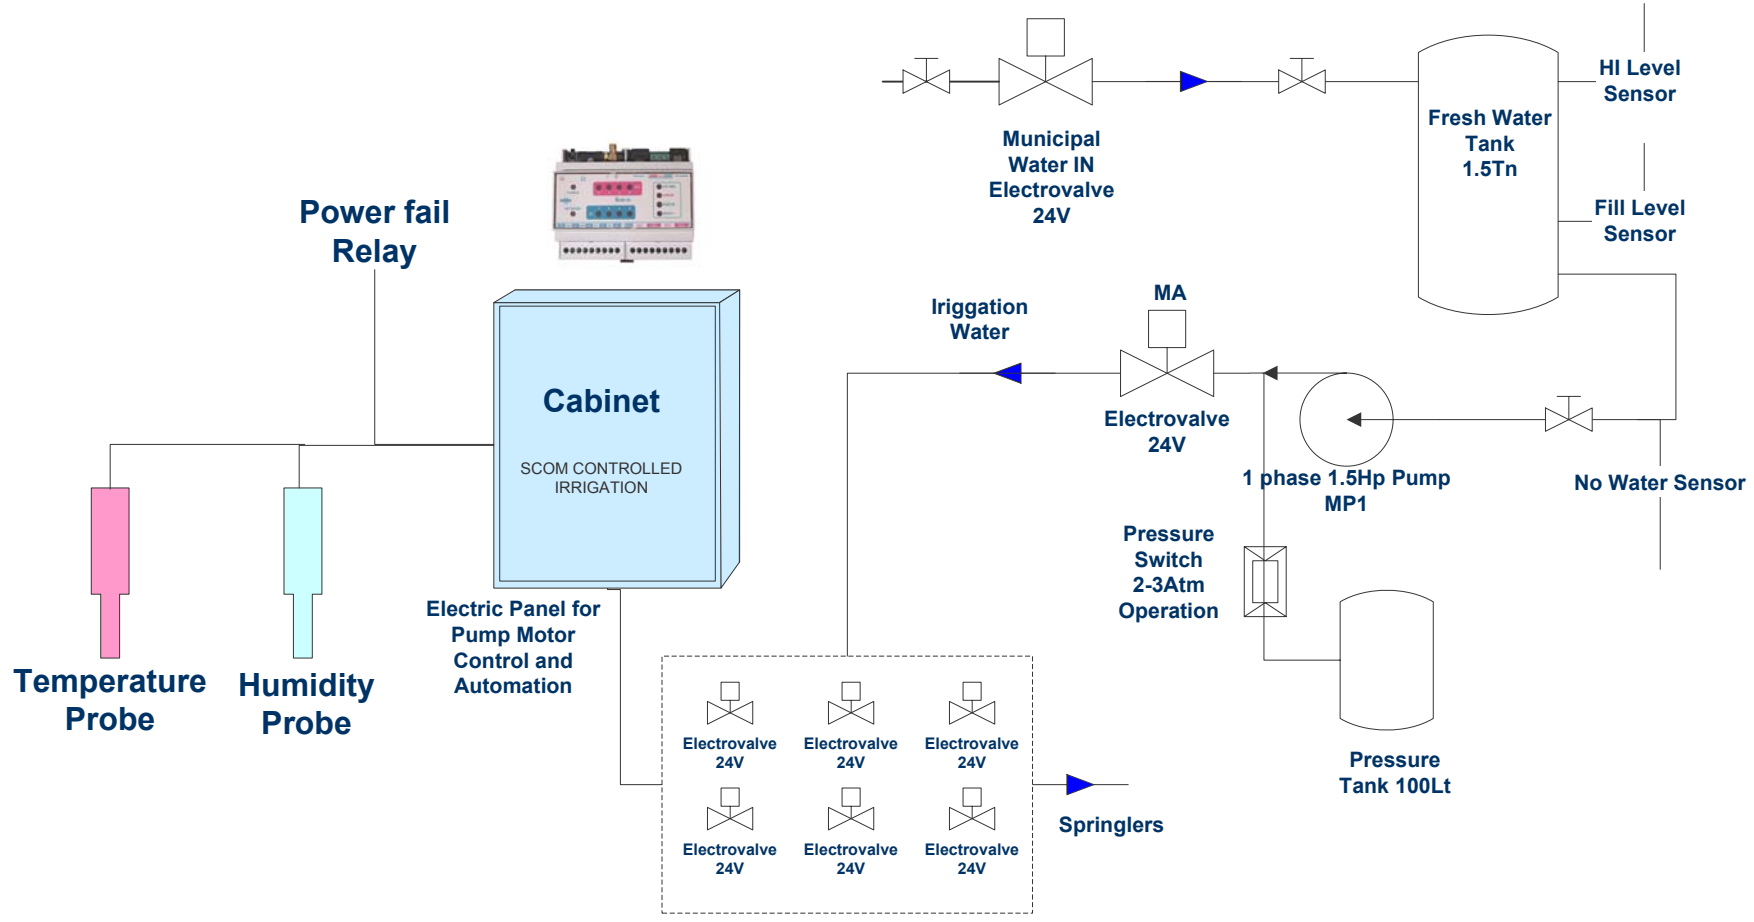 HI Level
Sensor
Fresh Water
Tank
1.5Tn
Municipal
Water IN
Electrovalve
24V
Fill Level
Sensor
Power fail
Relay
MA
Iriggation
Water
Cabinet
SCOM CONTROLLED
IRRIGATION
Electrovalve
24V
1 phase 1.5Hp Pump
MP1
No Water Sensor
Pressure
Switch
2-3Atm
Operation
Electric Panel for
Pump Motor
Control and
Automation
Temperature
Probe
Humidity
Probe
Electrovalve
24V
Electrovalve
24V
Electrovalve
24V
Pressure
Tank 100Lt
Springlers
Electrovalve
24V
Electrovalve
24V
Electrovalve
24V